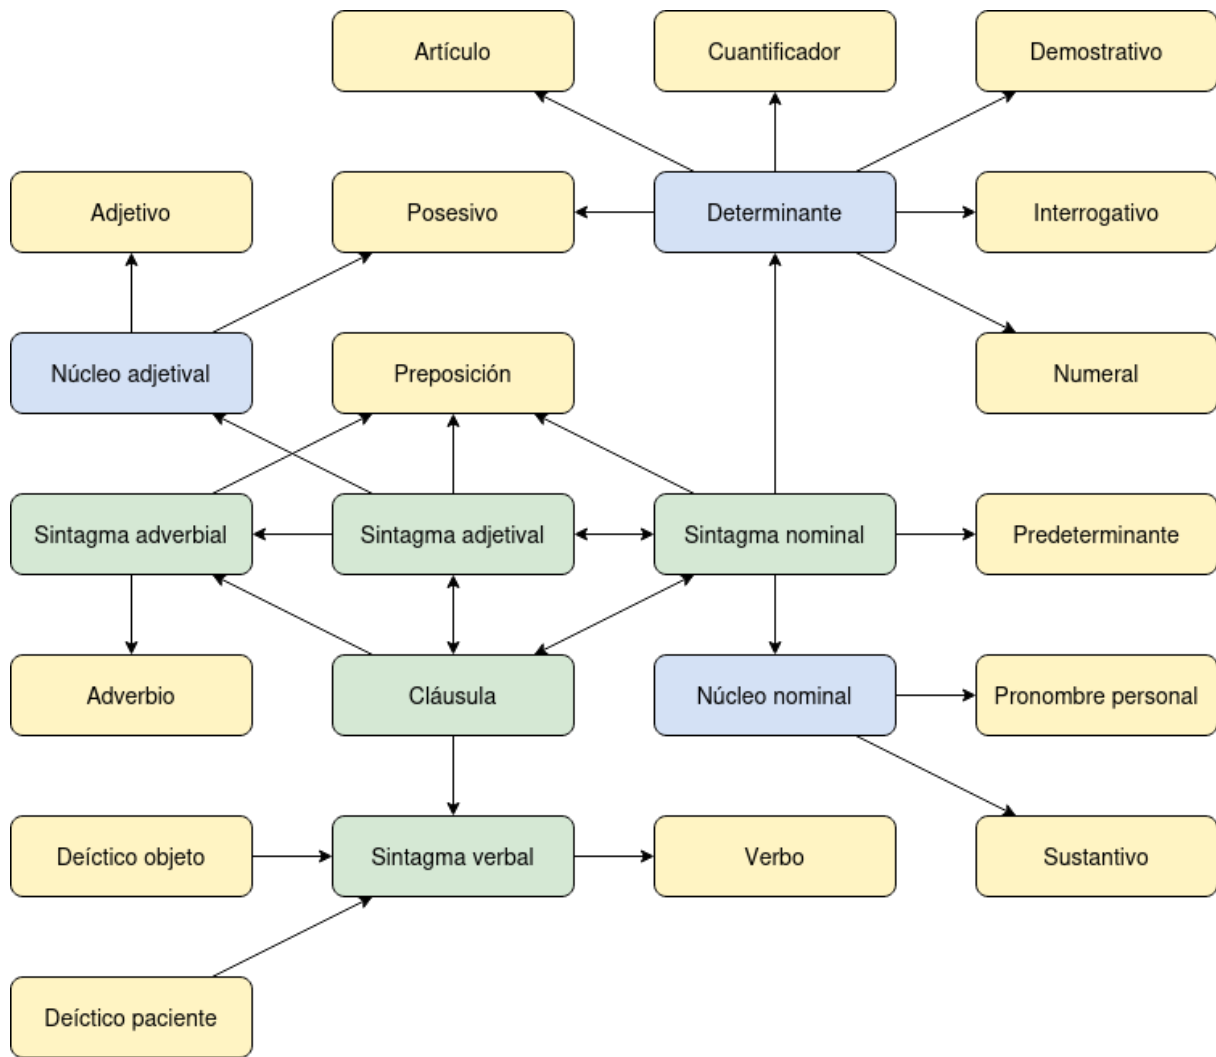 Artículo
Cuantificador
Demostrativo
Adjetivo
Posesivo
Determinante
Interrogativo
Núcleo adjetival
Preposición
Numeral
Sintagma adverbial
Sintagma adjetival
Sintagma nominal
Predeterminante
Adverbio
Cláusula
Núcleo nominal
Pronombre personal
Deíctico objeto
Sintagma verbal
Verbo
Sustantivo
Deíctico paciente